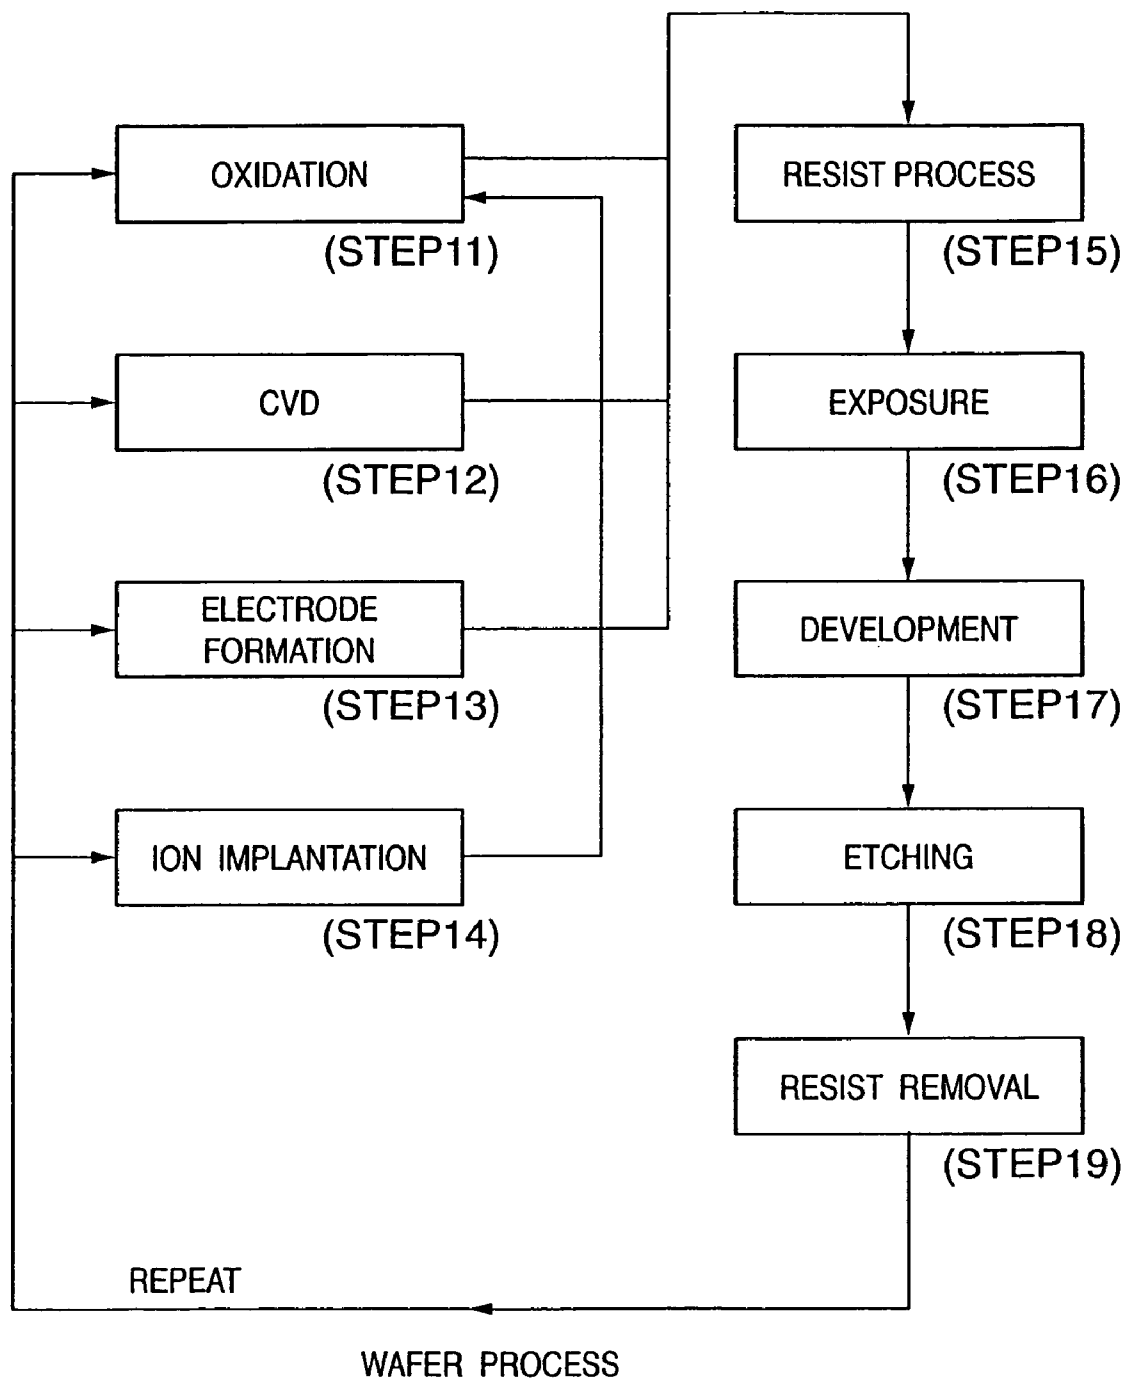 OXIDATION
(STEP11)
CVD
(STEP12)
ELECTRODE
FORMATION
(STEP13)
ION IMPLANTATION
(STEP14)
RESIST PROCESS
(STEP15)
EXPOSURE
(STEP16)
DEVELOPMENT
(STEP17)
ETCHING
(STEP18)
RESIST REMOVAL
(STEP19)
REPEAT
WAFER PROCESS